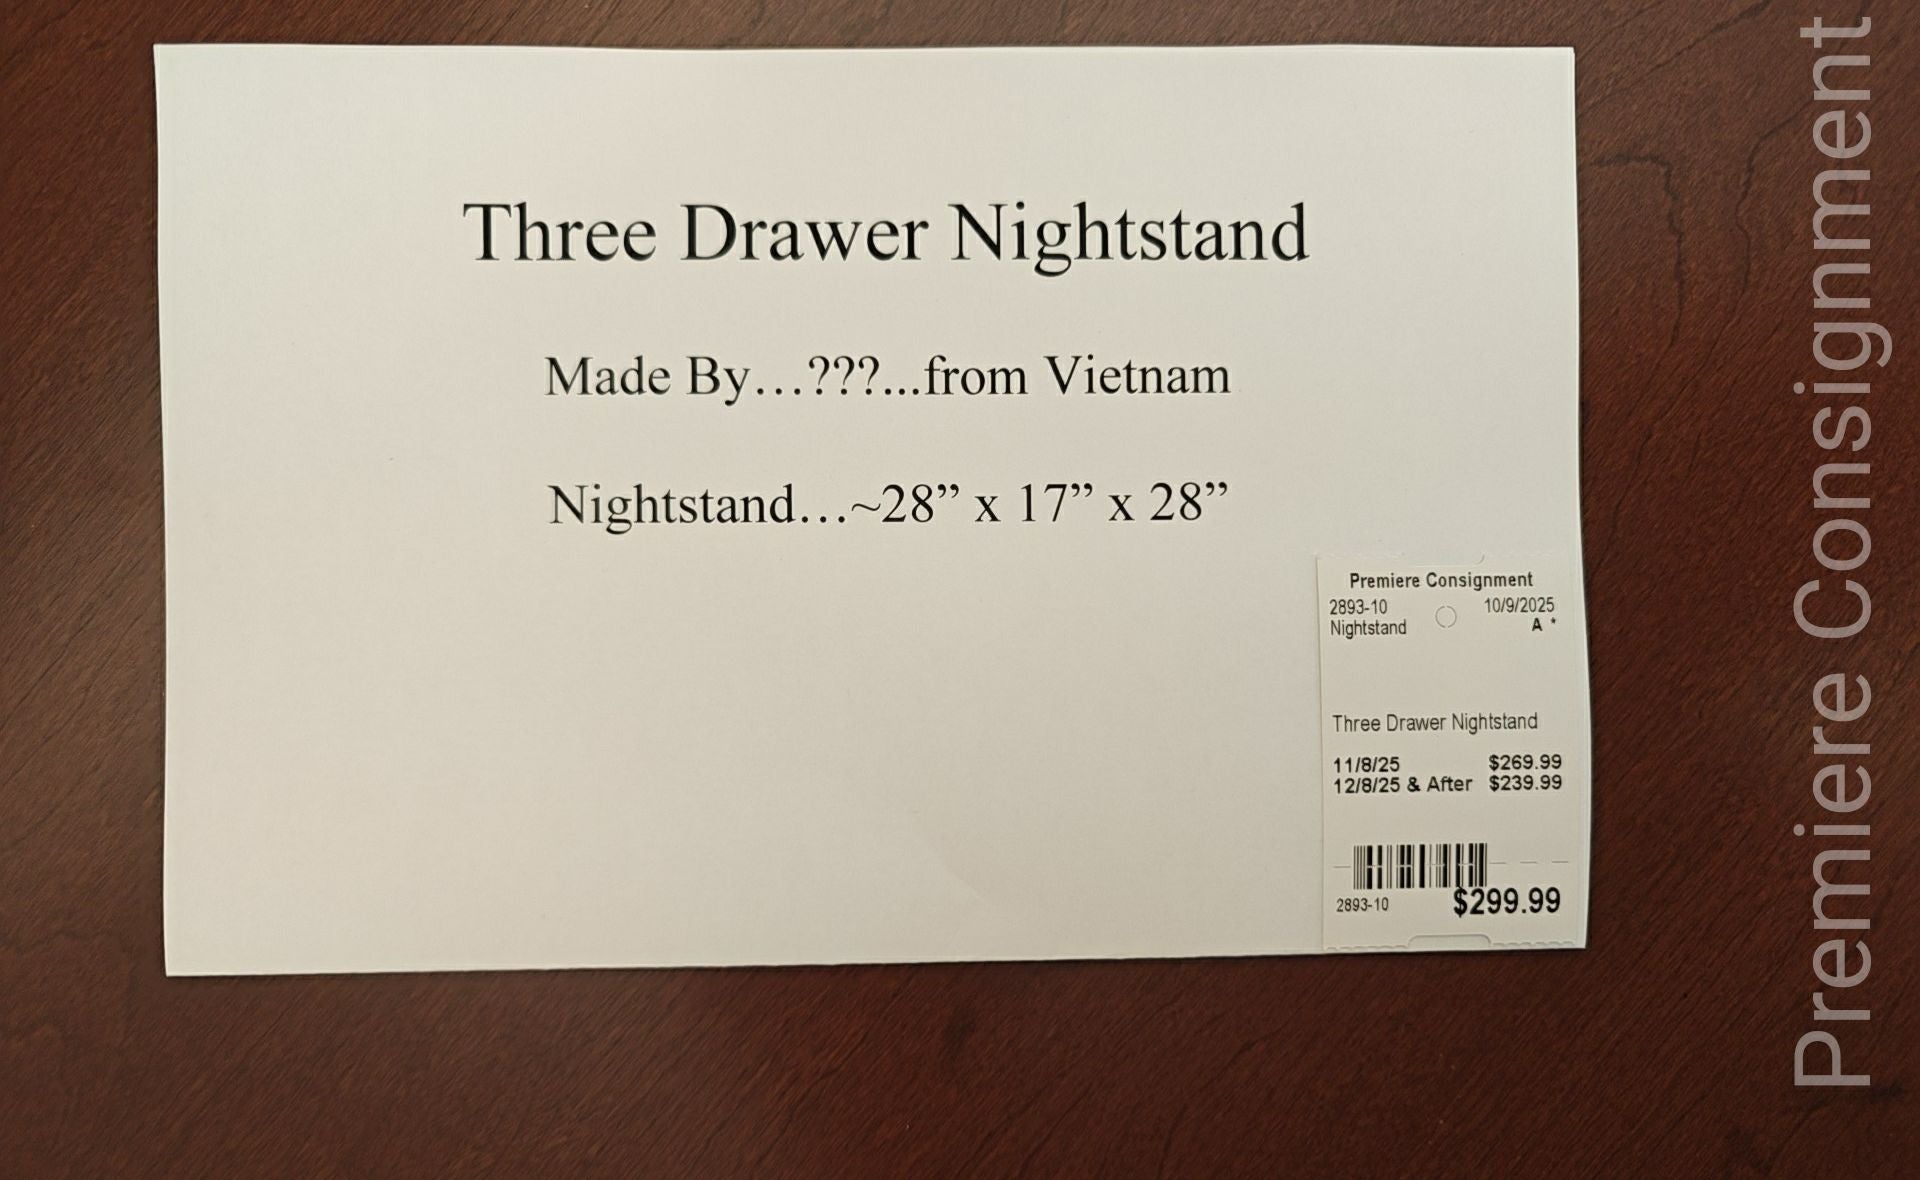 Three Drawer Nightstand
Made By…???...from Vietnam
Nightstand…~28” x 17” x 28”
Premiere Consignment
2893-10 10/9/2025
Nightstand A *
Three Drawer Nightstand
11/8/25 $269.99
12/8/25 & After $239.99
2893-10 $299.99
Premiere Consignment